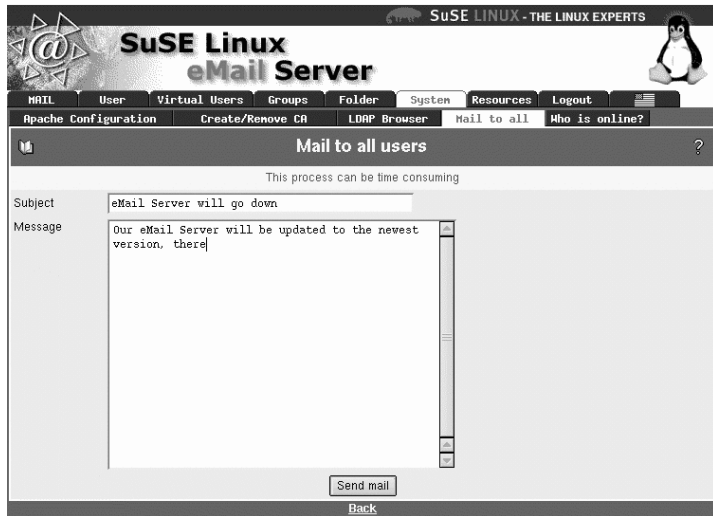 SuSE LINUX - THE LINUX EXPERTS
@
SuSE Linux
eMail Server
MAIL User Virtual Users Groups Folder System Resources Logout
Apache Configuration Create/Remove CA LDAP Browser Mail to all Who is online?
Mail to all users ?
This process can be time consuming
Subject eMail Server will go down
Message Our eMail Server will be updated to the newest
version, there
Send mail
Back